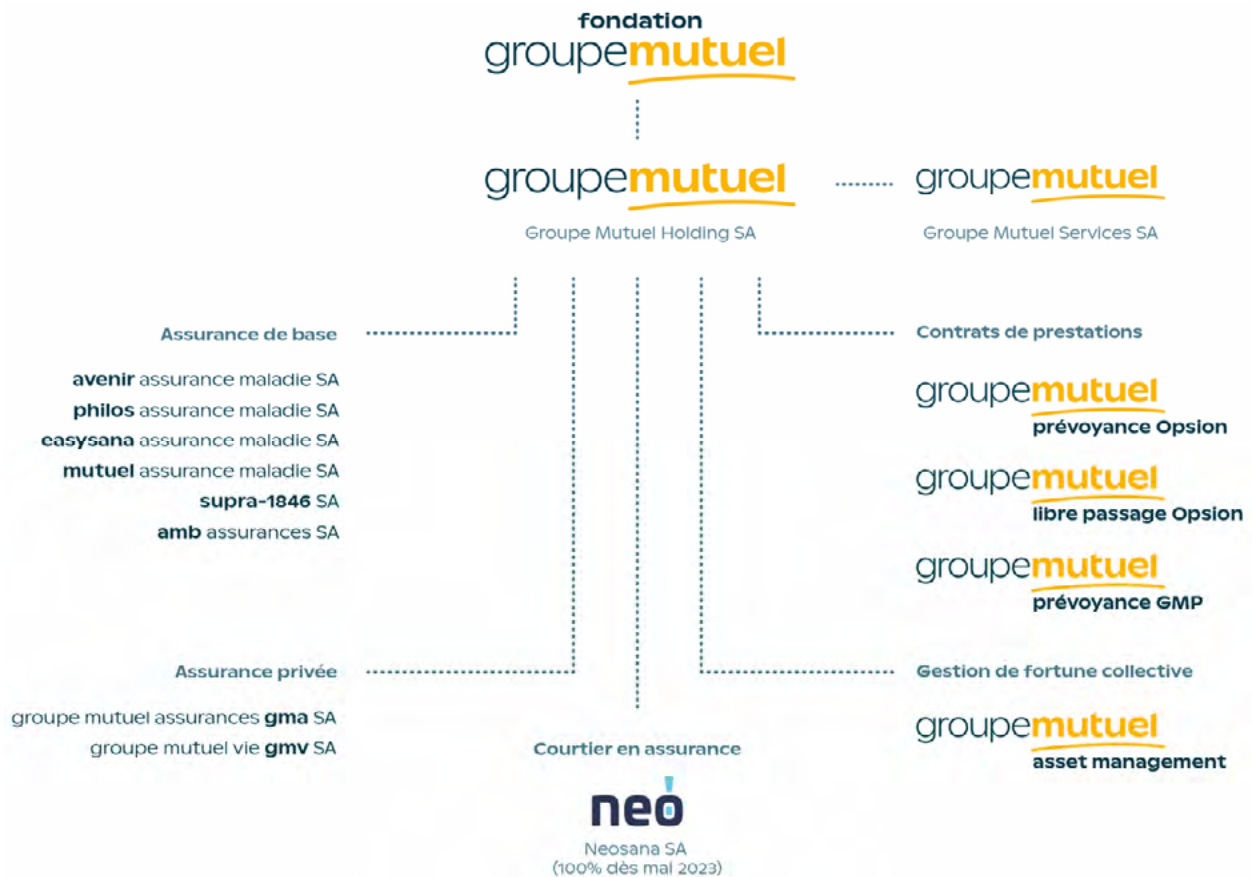 fondation
groupemutuel
groupemutuel
Groupe Mutuel Holding SA
groupemutuel
Groupe Mutuel Services SA
Assurance de base
avenir assurance maladie SA
philos assurance maladie SA
easysana assurance maladie SA
mutuel assurance maladie SA
supra-1846 SA
amb assurances SA
Contrats de prestations
groupemutuel
prévoyance Opsion
groupemutuel
libre passage Opsion
groupemutuel
prévoyance GMP
Assurance privée
groupe mutuel assurances gma SA
groupe mutuel vie gmv SA
Courtier en assurance
neo
Neosana SA
(100% dès mai 2023)
Gestion de fortune collective
groupemutuel
asset management